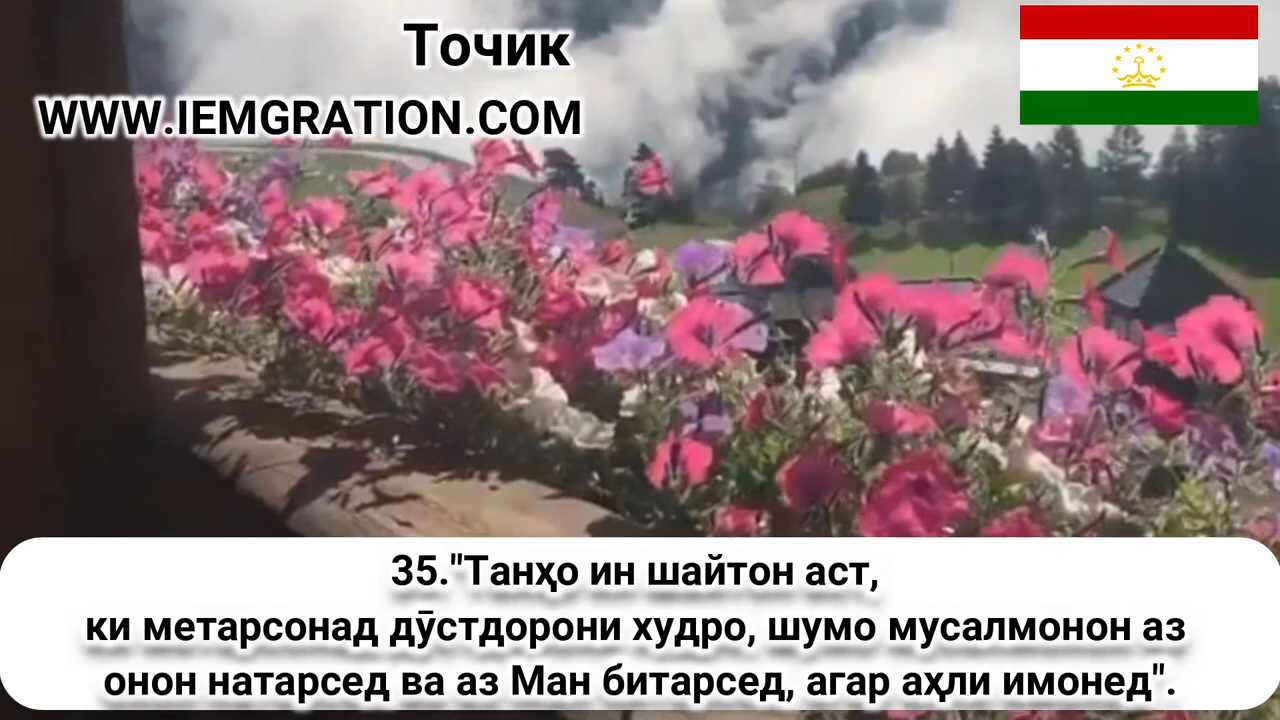 Точик
WWW.IEMGRATION.COM
35."Танҳо ин шайтон аст,
ки метарсонад дӯстдорони худро, шумо мусалмонон аз
онон натарсед ва аз Ман битарсед, агар аҳли имонед".